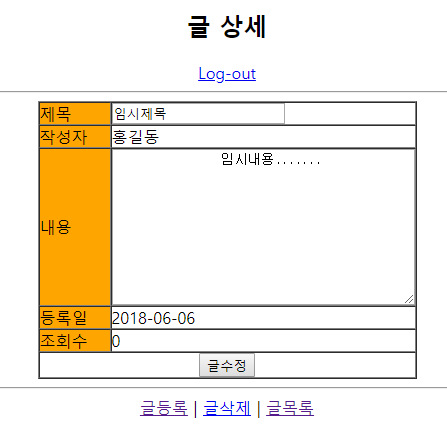 글 상세
Log-out
제목 임시제목
작성자 홍길동
내용 임시내용.......
등록일 2018-06-06
조회수 0
글수정
글등록 | 글삭제 | 글목록